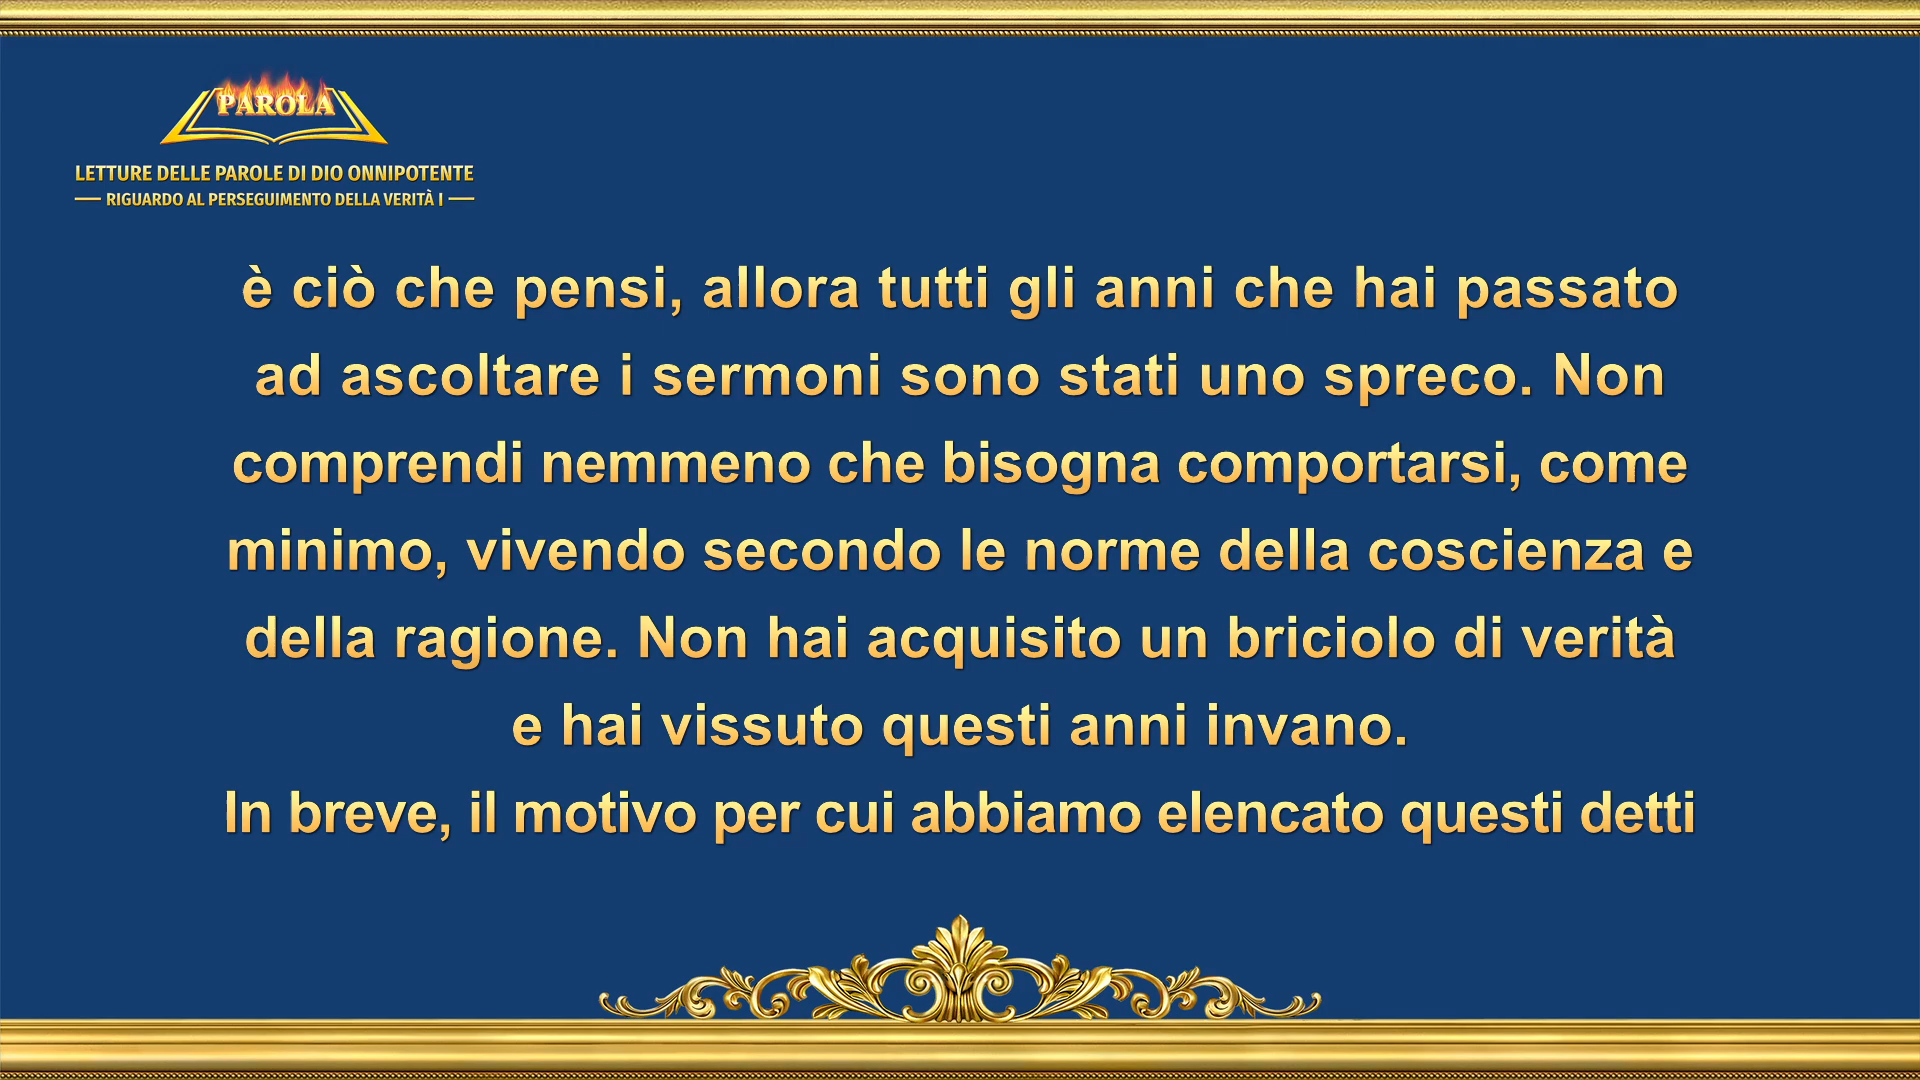 PAROLA
LETTURE DELLE PAROLE DI DIO ONNIPOTENTE
RIGUARDO AL PERSEGUIMENTO DELLA VERITÀ I
è ciò che pensi, allora tutti gli anni che hai passato
ad ascoltare i sermoni sono stati uno spreco. Non
comprendi nemmeno che bisogna comportarsi, come
minimo, vivendo secondo le norme della coscienza e
della ragione. Non hai acquisito un briciolo di verità
e hai vissuto questi anni invano.
In breve, il motivo per cui abbiamo elencato questi detti